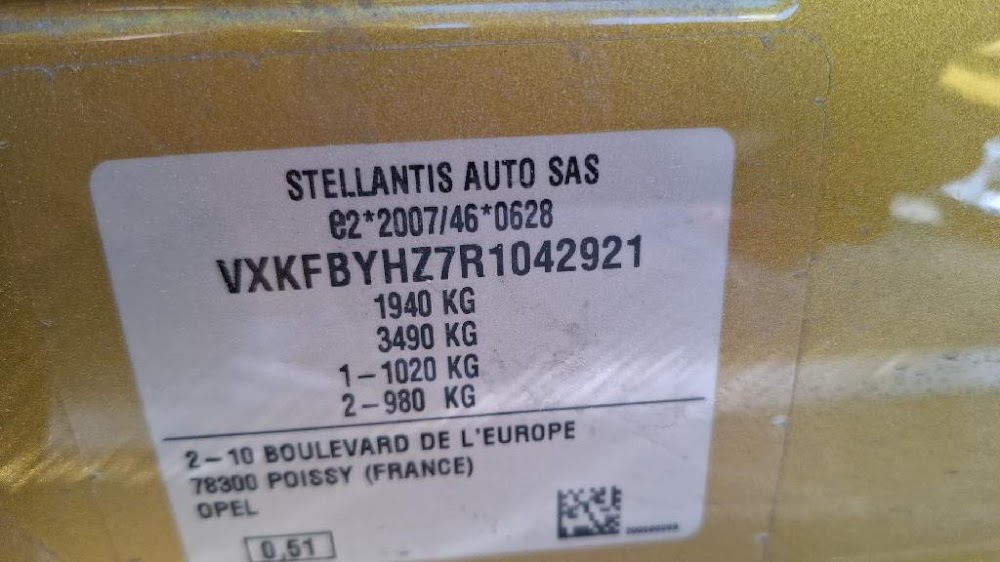 STELLANTIS AUTO SAS
e2*2007/46*0628
VXKFBYHZ7R1042921
1940 KG
3490 KG
1-1020 KG
2-980 KG
2-10 BOULEVARD DE L'EUROPE
78300 POISSY (FRANCE)
OPEL
0,51